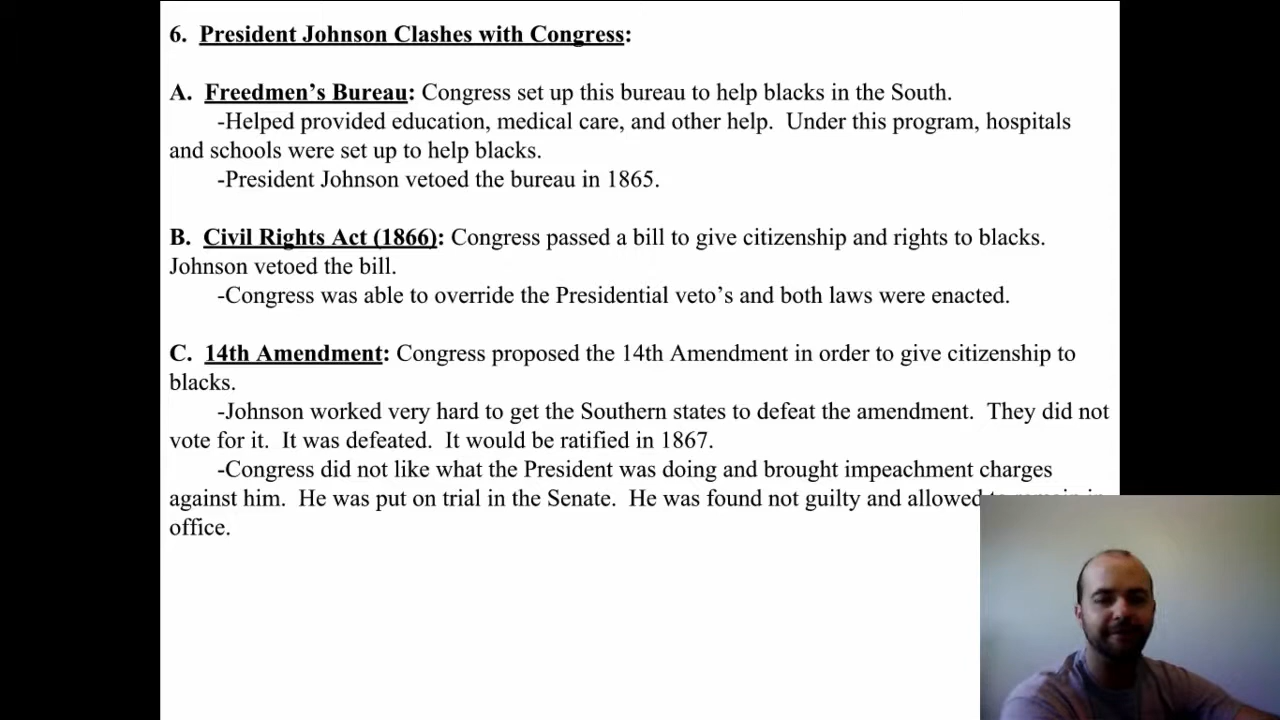 6. President Johnson Clashes with Congress:
A. Freedmen’s Bureau: Congress set up this bureau to help blacks in the South.
-Helped provided education, medical care, and other help. Under this program, hospitals
and schools were set up to help blacks.
-President Johnson vetoed the bureau in 1865.
B. Civil Rights Act (1866): Congress passed a bill to give citizenship and rights to blacks.
Johnson vetoed the bill.
-Congress was able to override the Presidential veto’s and both laws were enacted.
C. 14th Amendment: Congress proposed the 14th Amendment in order to give citizenship to
blacks.
-Johnson worked very hard to get the Southern states to defeat the amendment. They did not
vote for it. It was defeated. It would be ratified in 1867.
-Congress did not like what the President was doing and brought impeachment charges
against him. He was put on trial in the Senate. He was found not guilty and allowed
office.